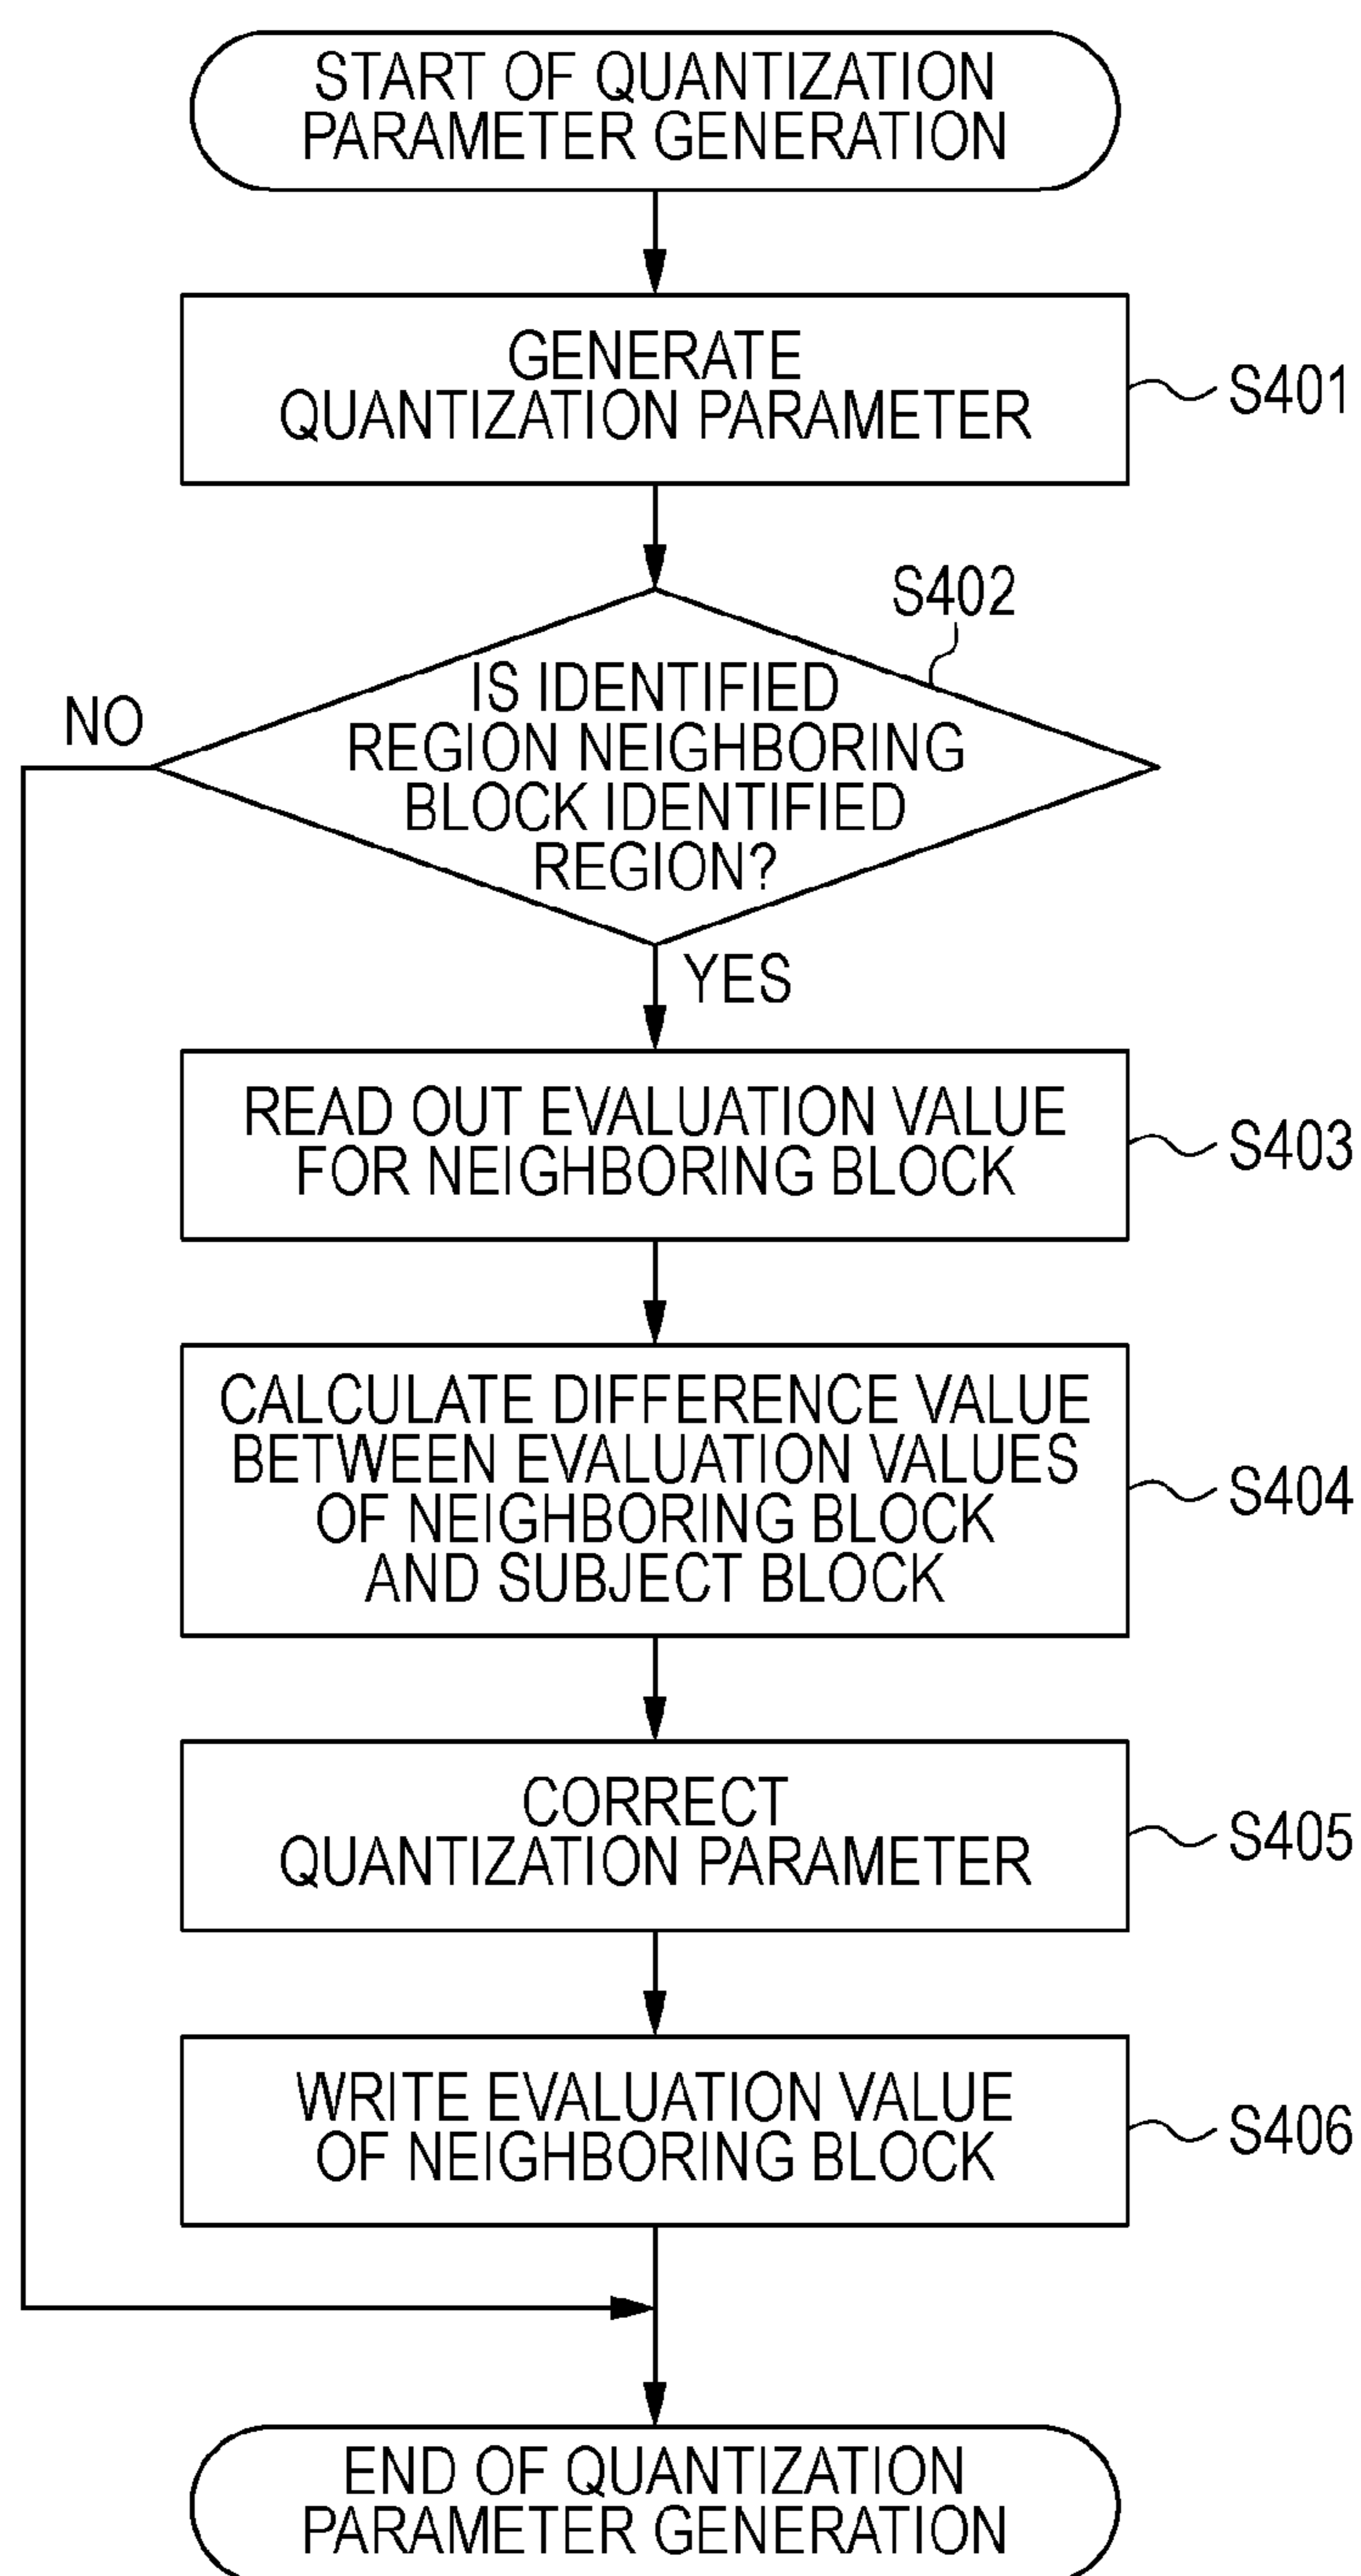 START OF QUANTIZATION
PARAMETER GENERATION
GENERATE
QUANTIZATION PARAMETER
S401
S402
IS IDENTIFIED
REGION NEIGHBORING
BLOCK IDENTIFIED
REGION?
NO
YES
READ OUT EVALUATION VALUE
FOR NEIGHBORING BLOCK
S403
CALCULATE DIFFERENCE VALUE
BETWEEN EVALUATION VALUES
OF NEIGHBORING BLOCK
AND SUBJECT BLOCK
S404
CORRECT
QUANTIZATION PARAMETER
S405
WRITE EVALUATION VALUE
OF NEIGHBORING BLOCK
S406
END OF QUANTIZATION
PARAMETER GENERATION